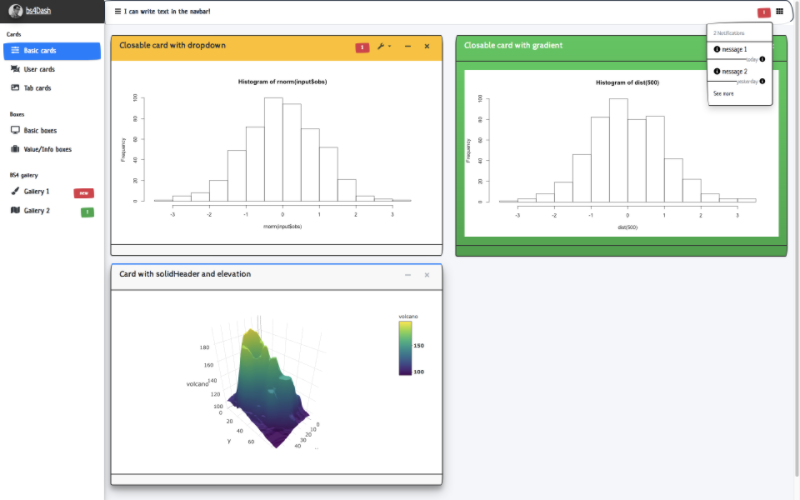 bs4Dash
I can write text in the navbar!
1
Cards
Basic cards
User cards
Tab cards
Boxes
Basic boxes
Value/Info boxes
BS4 gallery
Gallery 1
new
Gallery 2
1
2 Notifications
message 1
today
message 2
yesterday
See more
Closable card with dropdown
1
Histogram of rnorm(input$obs)
Frequency
0 20 40 60 80 100
-3 -2 -1 0 1 2 3
rnorm(input$obs)
Closable card with gradient
Histogram of dist(500)
Frequency
0 20 40 60 80 100
-3 -2 -1 0 1 2 3
dist(500)
Card with solidHeader and elevation
volcano
150
100
180
160
140
120
100
volcano
0
20
40
60
y
0
10
20
30
40